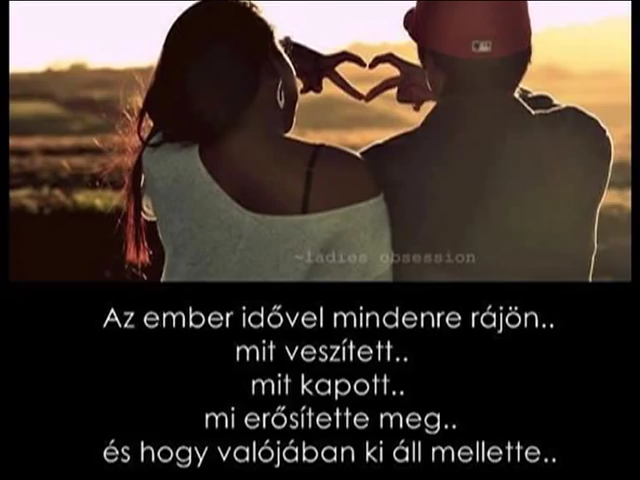 ~ladies obsession
Az ember idővel mindenre rájön..
mit veszített..
mit kapott..
mi erősítette meg..
és hogy valójában ki áll mellette..